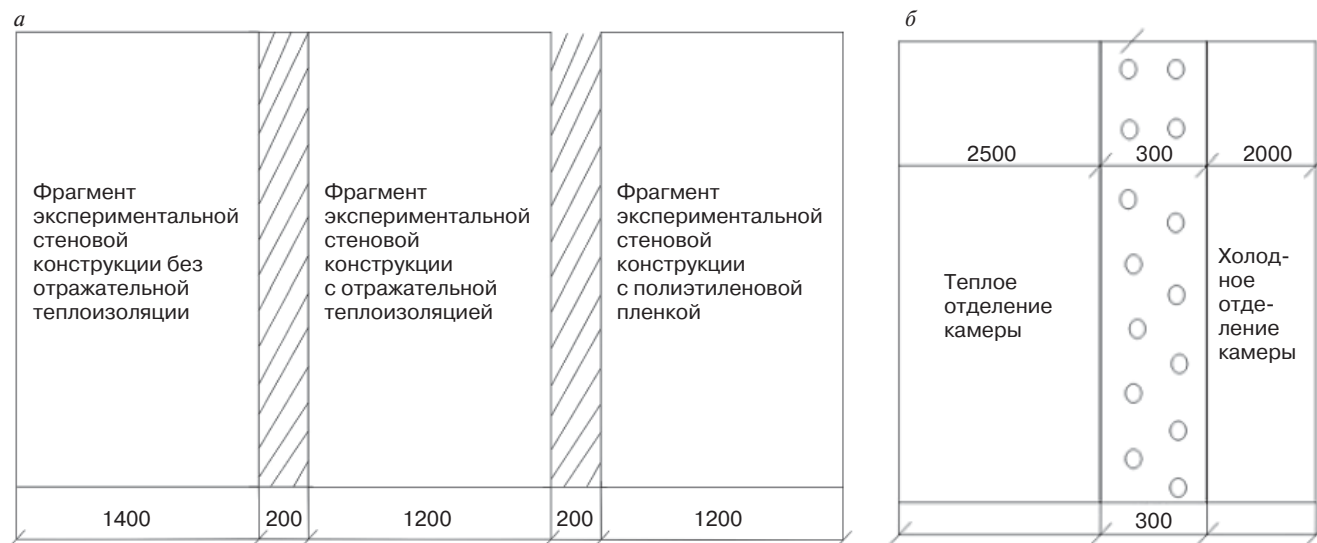 а
Фрагмент
экспериментальной
стеновой
конструкции без
отражательной
теплоизоляции
Фрагмент
экспериментальной
стеновой
конструкции
с отражательной
теплоизоляцией
Фрагмент
экспериментальной
стеновой
конструкции
с полиэтиленовой
пленкой
1400
200
1200
200
1200
б
2500
300
2000
Теплое
отделение
камеры
Холод-
ное
отде-
ление
камеры
300